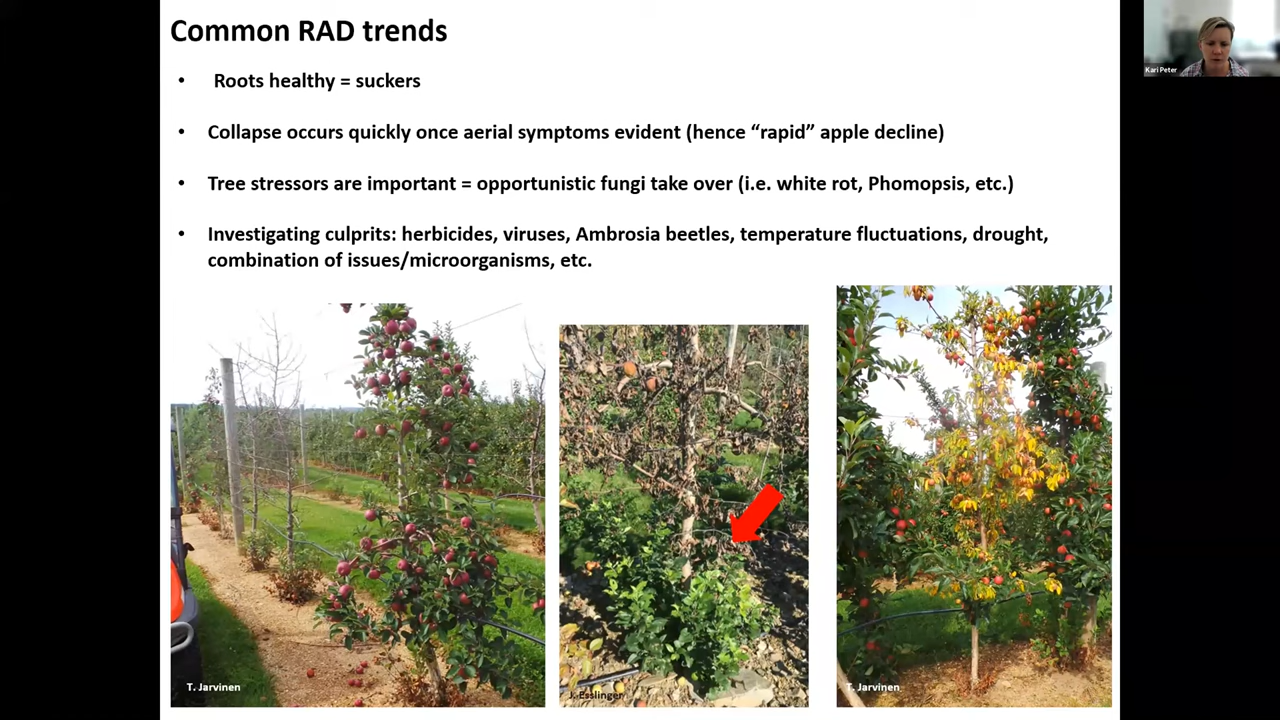 Common RAD trends
Kari Peter
• Roots healthy = suckers
• Collapse occurs quickly once aerial symptoms evident (hence “rapid” apple decline)
• Tree stressors are important = opportunistic fungi take over (i.e. white rot, Phomopsis, etc.)
• Investigating culprits: herbicides, viruses, Ambrosia beetles, temperature fluctuations, drought,
combination of issues/microorganisms, etc.
T. Jarvinen
J. Esslinger
T. Jarvinen